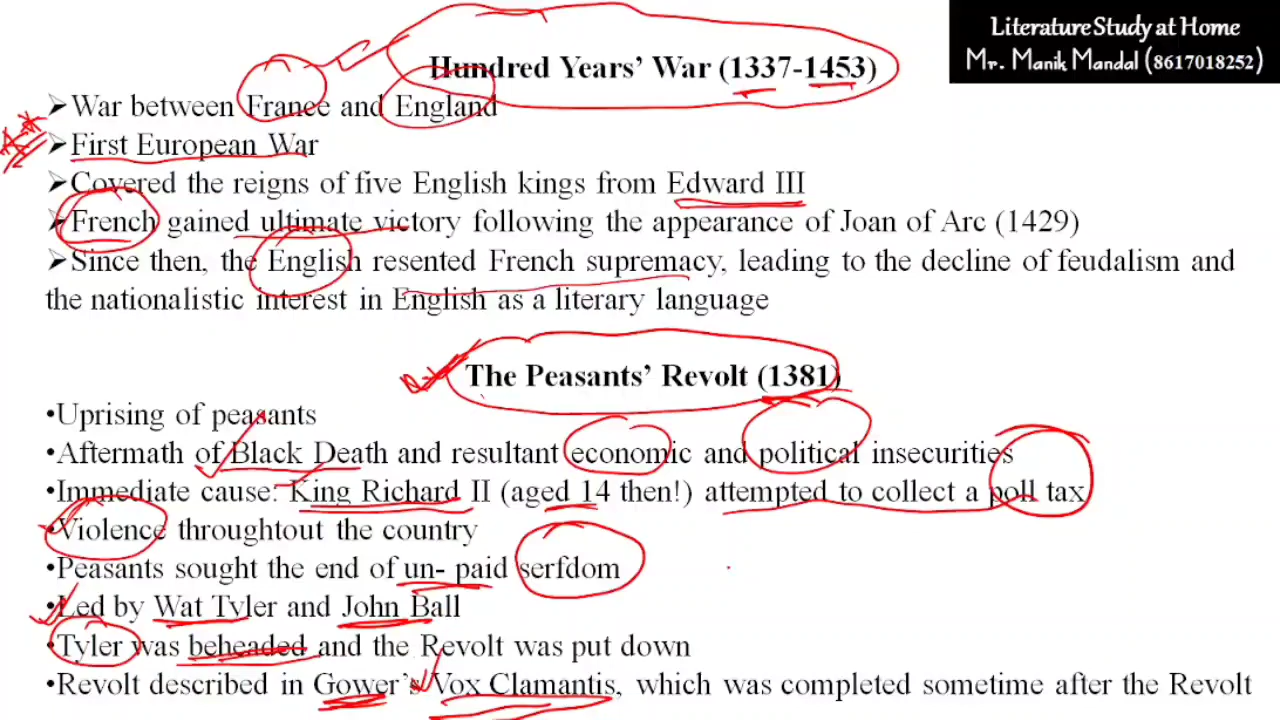 Literature Study at Home
Mr. Manik Mandal (8617018252)
Hundred Years' War (1337-1453)
➢War between France and England
➢First European War
➢Covered the reigns of five English kings from Edward III
➢French gained ultimate victory following the appearance of Joan of Arc (1429)
➢Since then, the English resented French supremacy, leading to the decline of feudalism and
the nationalistic interest in English as a literary language
The Peasants' Revolt (1381)
•Uprising of peasants
•Aftermath of Black Death and resultant economic and political insecurities
•Immediate cause: King Richard II (aged 14 then!) attempted to collect a poll tax
•Violence throughtout the country
•Peasants sought the end of un- paid serfdom
•Led by Wat Tyler and John Ball
•Tyler was beheaded and the Revolt was put down
•Revolt described in Gower's Vox Clamantis, which was completed sometime after the Revolt